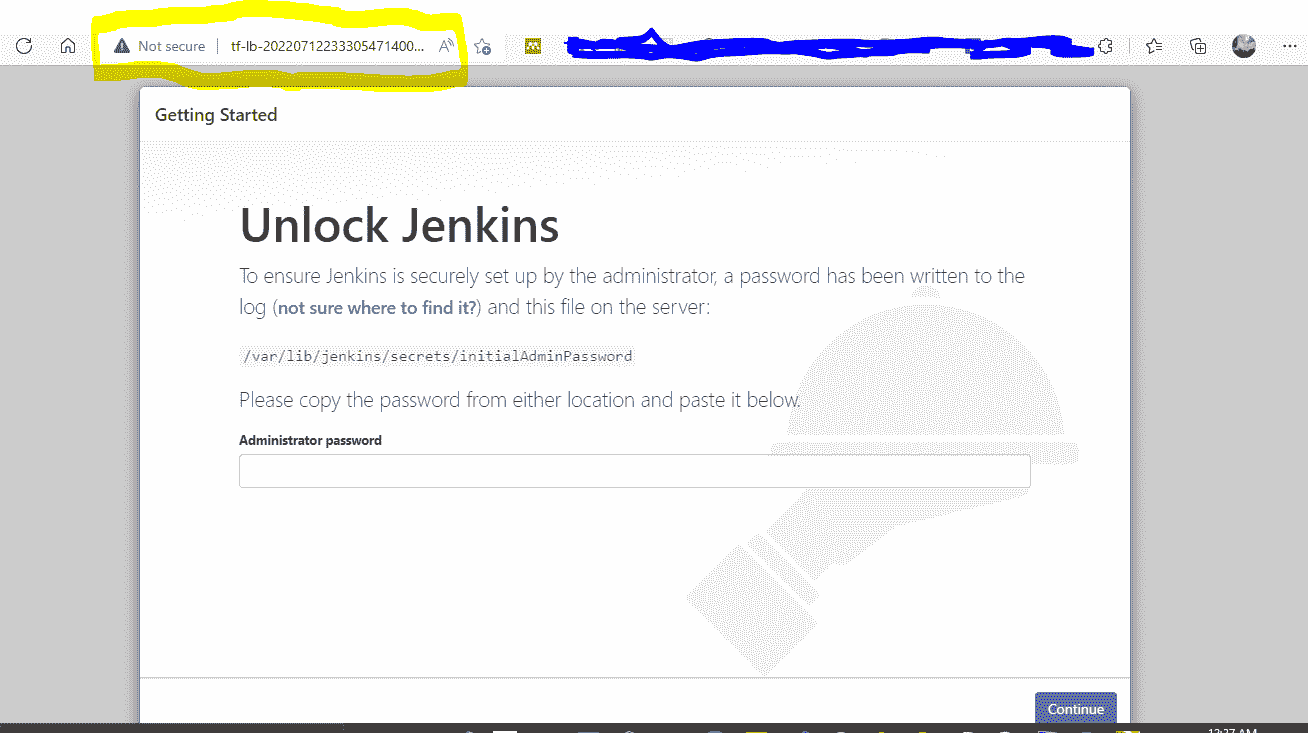 Not secure
tf-lb-20220712233305471400...
Getting Started
Unlock Jenkins
To ensure Jenkins is securely set up by the administrator, a password has been written to the
log (not sure where to find it?) and this file on the server:
/var/lib/jenkins/secrets/initialAdminPassword
Please copy the password from either location and paste it below.
Administrator password
Continue